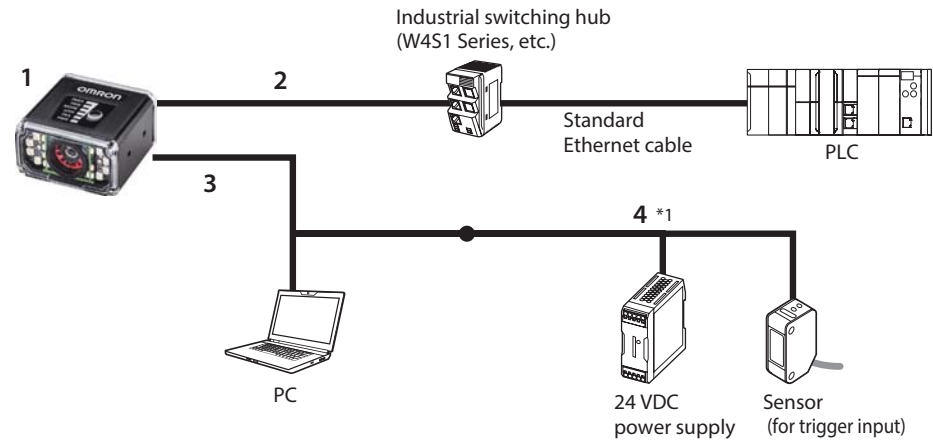 Industrial switching hub
(W4S1 Series, etc.)
1
OMRON
2
Standard
Ethernet cable
PLC
3
4 *1
PC
24 VDC
power supply
Sensor
(for trigger input)